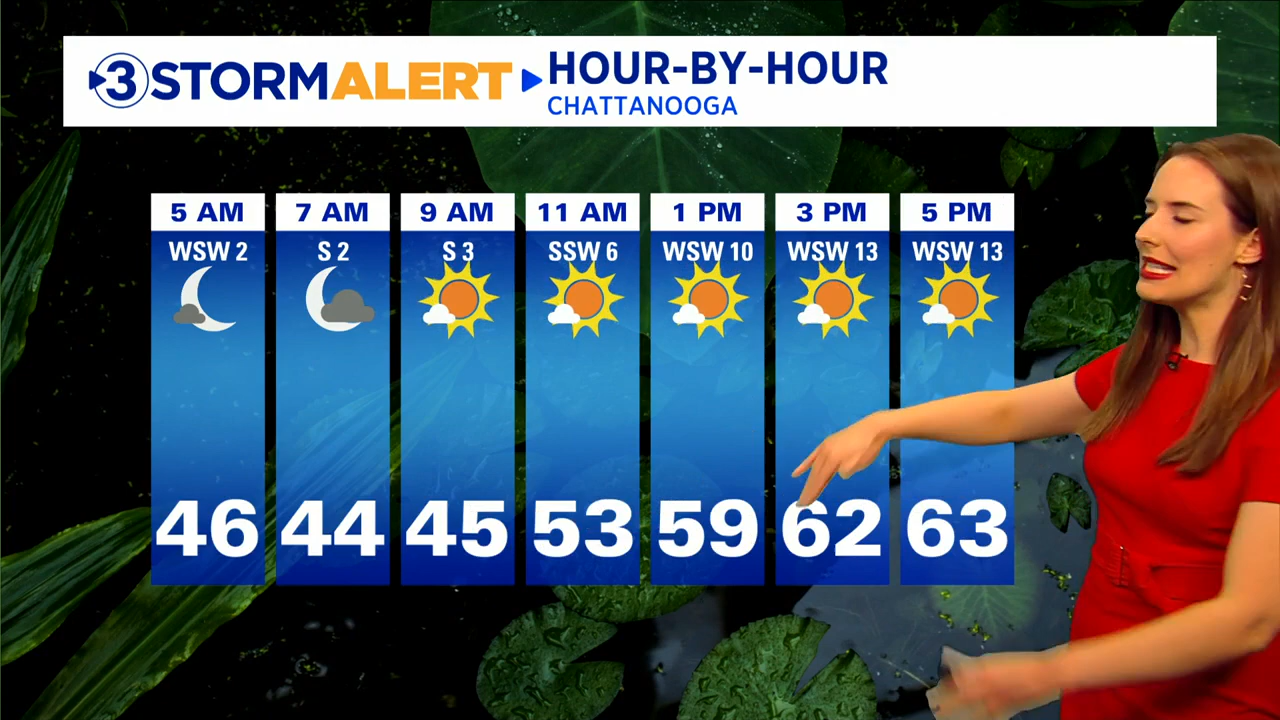 3 STORMALERT
HOUR-BY-HOUR
CHATTANOOGA
5 AM 7 AM 9 AM 11 AM 1 PM 3 PM 5 PM
WSW 2 S 2 S 3 SSW 6 WSW 10 WSW 13 WSW 13
46 44 45 53 59 62 63